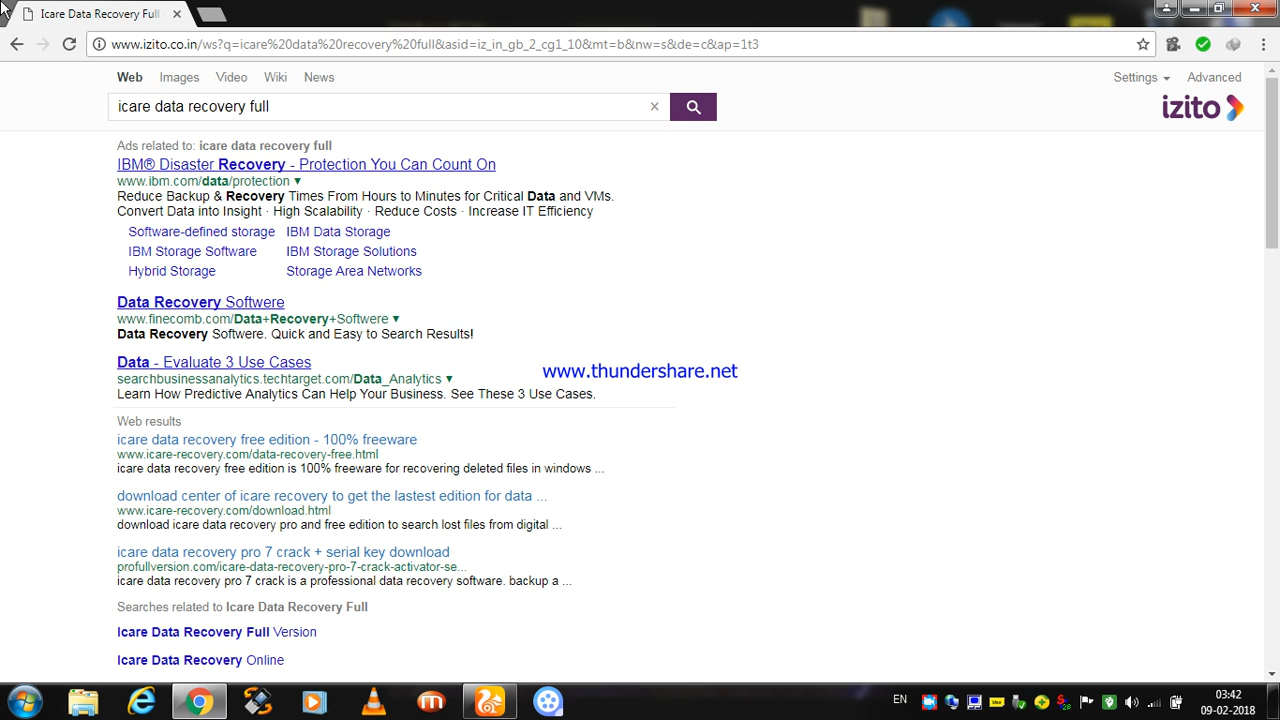 Icare Data Recovery Full
www.izito.co.in/ws?q=icare%20data%20recovery%20full&asid=iz_in_gb_2_cg1_10&mt=b&nw=s&de=c&ap=1t3
Web Images Video Wiki News Settings Advanced
icare data recovery full
izito
Ads related to: icare data recovery full
IBM® Disaster Recovery - Protection You Can Count On
www.ibm.com/data/protection
Reduce Backup & Recovery Times From Hours to Minutes for Critical Data and VMs.
Convert Data into Insight · High Scalability · Reduce Costs · Increase IT Efficiency
Software-defined storage IBM Data Storage
IBM Storage Software IBM Storage Solutions
Hybrid Storage Storage Area Networks
Data Recovery Softwere
www.finecomb.com/Data+Recovery+Softwere
Data Recovery Softwere. Quick and Easy to Search Results!
Data - Evaluate 3 Use Cases
www.thundershare.net
searchbusinessanalytics.techtarget.com/Data_Analytics
Learn How Predictive Analytics Can Help Your Business. See These 3 Use Cases.
Web results
icare data recovery free edition - 100% freeware
www.icare-recovery.com/data-recovery-free.html
icare data recovery free edition is 100% freeware for recovering deleted files in windows ...
download center of icare recovery to get the lastest edition for data ...
www.icare-recovery.com/download.html
download icare data recovery pro and free edition to search lost files from digital ...
icare data recovery pro 7 crack + serial key download
profullversion.com/icare-data-recovery-pro-7-crack-activator-se...
icare data recovery pro 7 crack is a professional data recovery software. backup a ...
Searches related to Icare Data Recovery Full
Icare Data Recovery Full Version
Icare Data Recovery Online
EN
03:42
09-02-2018